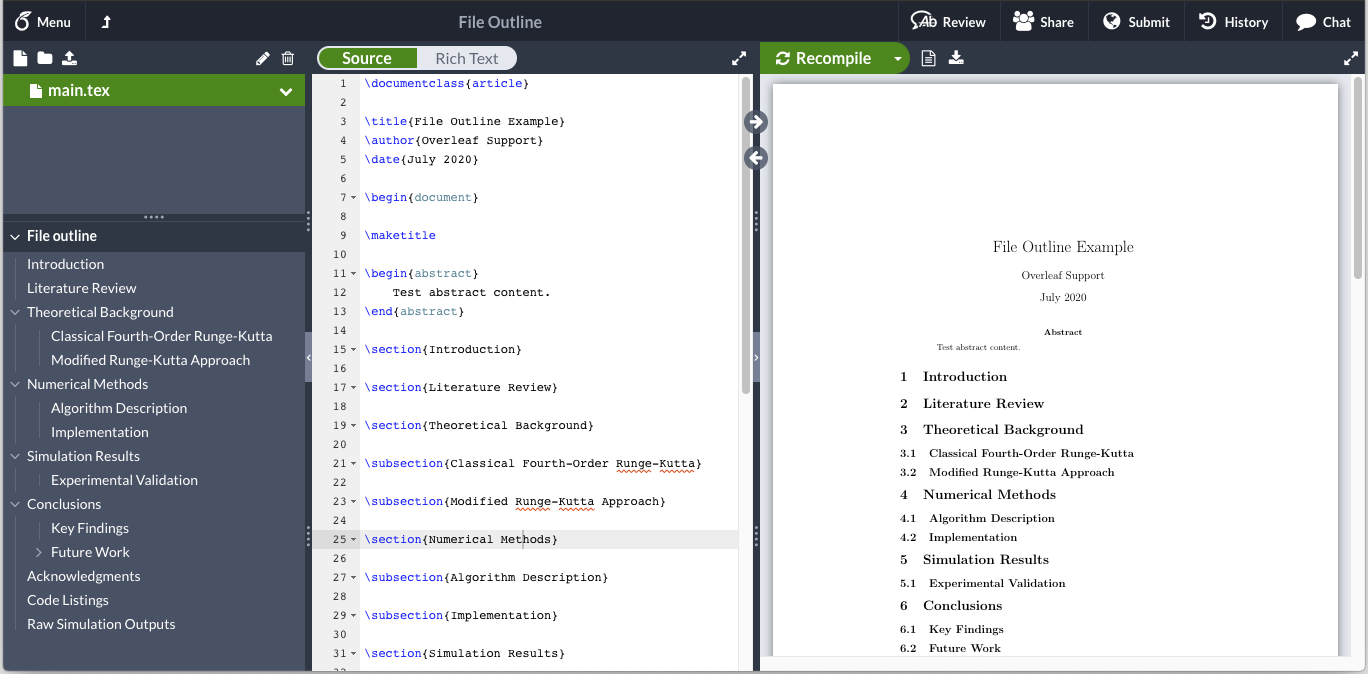 Menu
File Outline
Review
Share
Submit
History
Chat
Source
Rich Text
Recompile
main.tex
File outline
Introduction
Literature Review
Theoretical Background
Classical Fourth-Order Runge-Kutta
Modified Runge-Kutta Approach
Numerical Methods
Algorithm Description
Implementation
Simulation Results
Experimental Validation
Conclusions
Key Findings
Future Work
Acknowledgments
Code Listings
Raw Simulation Outputs
1 \documentclass{article}
2
3 \title{File Outline Example}
4 \author{Overleaf Support}
5 \date{July 2020}
6
7 \begin{document}
8
9 \maketitle
10
11 \begin{abstract}
12 Test abstract content.
13 \end{abstract}
14
15 \section{Introduction}
16
17 \section{Literature Review}
18
19 \section{Theoretical Background}
20
21 \subsection{Classical Fourth-Order Runge-Kutta}
22
23 \subsection{Modified Runge-Kutta Approach}
24
25 \section{Numerical Methods}
26
27 \subsection{Algorithm Description}
28
29 \subsection{Implementation}
30
31 \section{Simulation Results}
File Outline Example
Overleaf Support
July 2020
Abstract
Test abstract content.
1 Introduction
2 Literature Review
3 Theoretical Background
3.1 Classical Fourth-Order Runge-Kutta
3.2 Modified Runge-Kutta Approach
4 Numerical Methods
4.1 Algorithm Description
4.2 Implementation
5 Simulation Results
5.1 Experimental Validation
6 Conclusions
6.1 Key Findings
6.2 Future Work